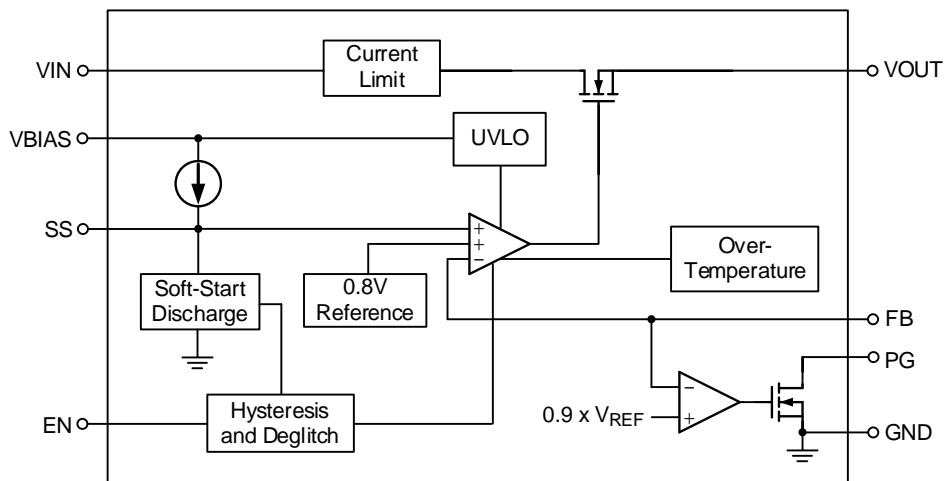 Current
Limit
VIN
VOUT
VBIAS
UVLO
SS
+
+
−
Over-
Temperature
Soft-Start
Discharge
0.8V
Reference
FB
PG
−
+
0.9 x VREF
Hysteresis
and Deglitch
EN
GND